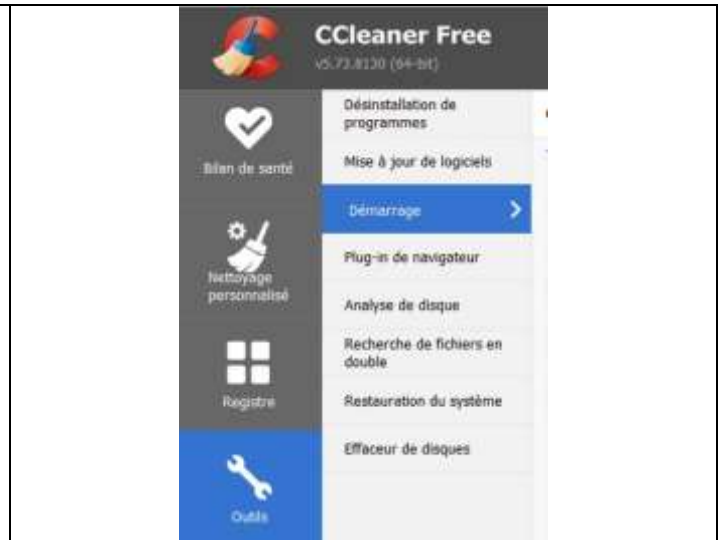 CCleaner Free
v5.73.8130 (64-bit)
Bilan de santé
Nettoyage
personnalisé
Registre
Outils
Désinstallation de
programmes
Mise à jour de logiciels
Démarrage
Plug-in de navigateur
Analyse de disque
Recherche de fichiers en
double
Restauration du système
Effaceur de disques